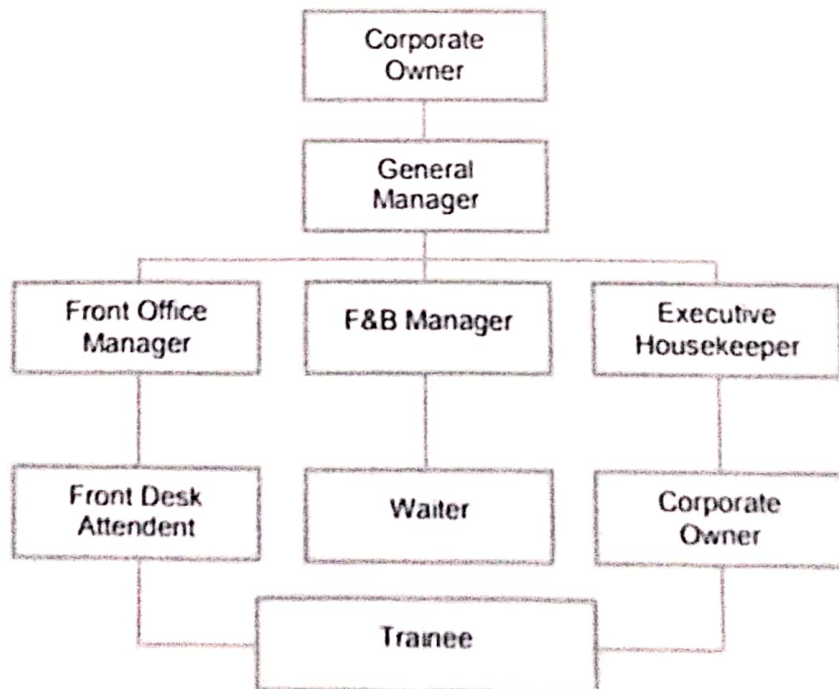 Corporate
Owner
General
Manager
Front Office
Manager
F&B Manager
Executive
Housekeeper
Front Desk
Attendent
Waiter
Corporate
Owner
Trainee